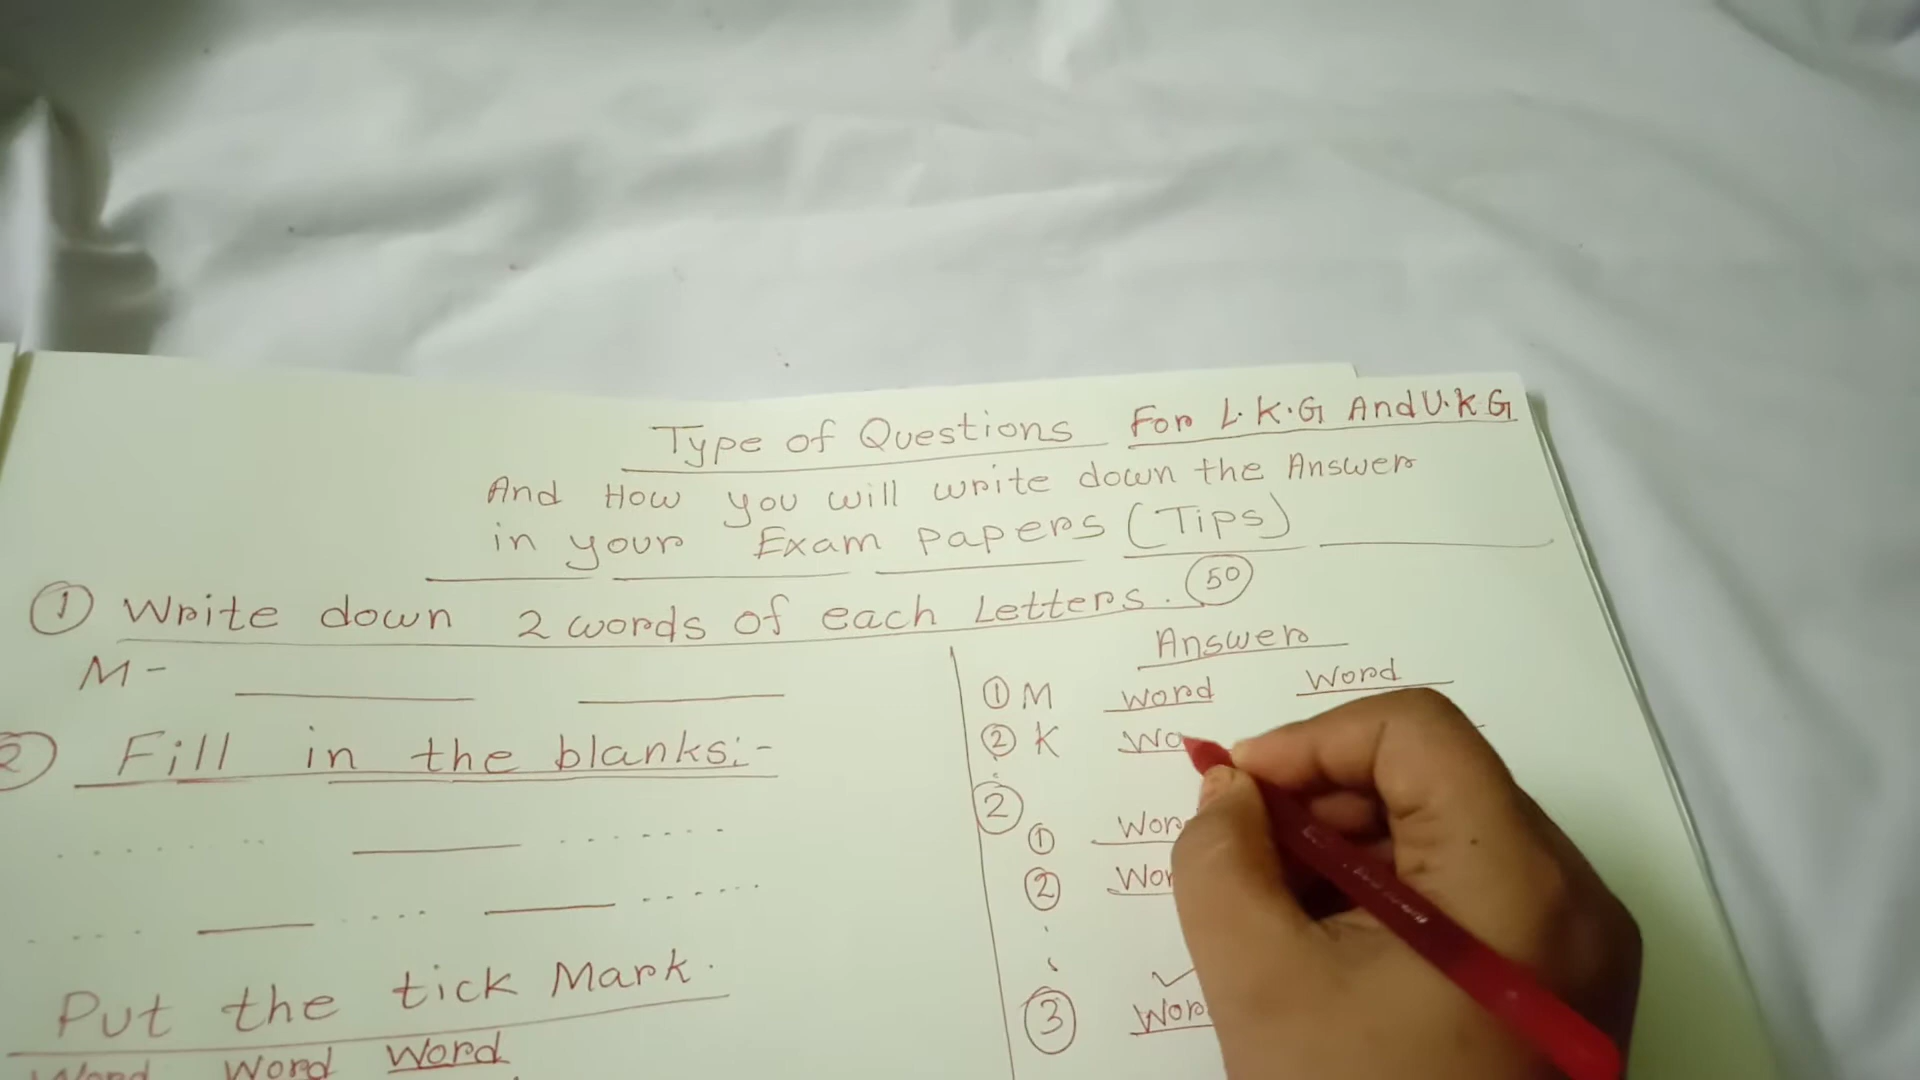 Type of Questions For L.K.G And U.K G
And How you will write down the Answer
in your Exam papers (Tips)
① Write down 2 words of each Letters. 50
M -
2 Fill in the blanks:-
Put the tick Mark.
Word Word Word
Answer
① M Word Word
② K
②
①
②
③